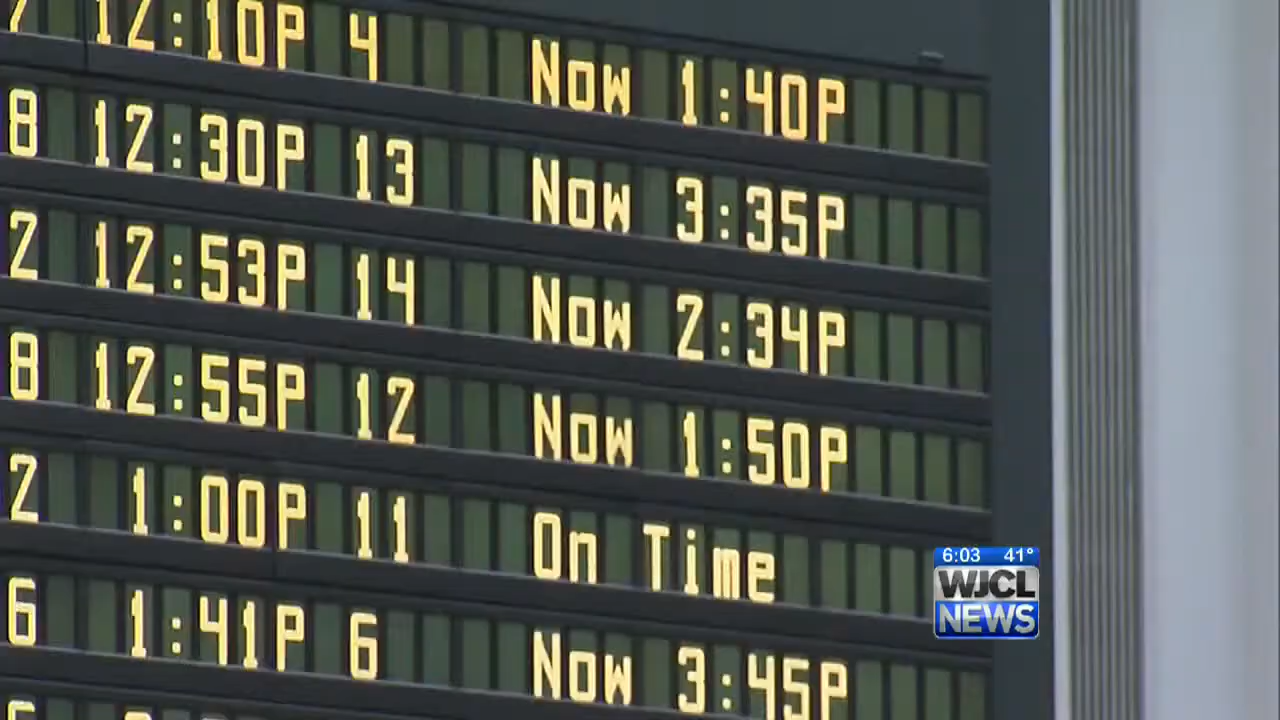 7 12:10P 4 Now 1:40P
8 12:30P 13 Now 3:35P
2 12:53P 14 Now 2:34P
8 12:55P 12 Now 1:50P
2 1:00P 11 On Time
6 1:41P 6 Now 3:45P
6:03 41°
WJCL
NEWS